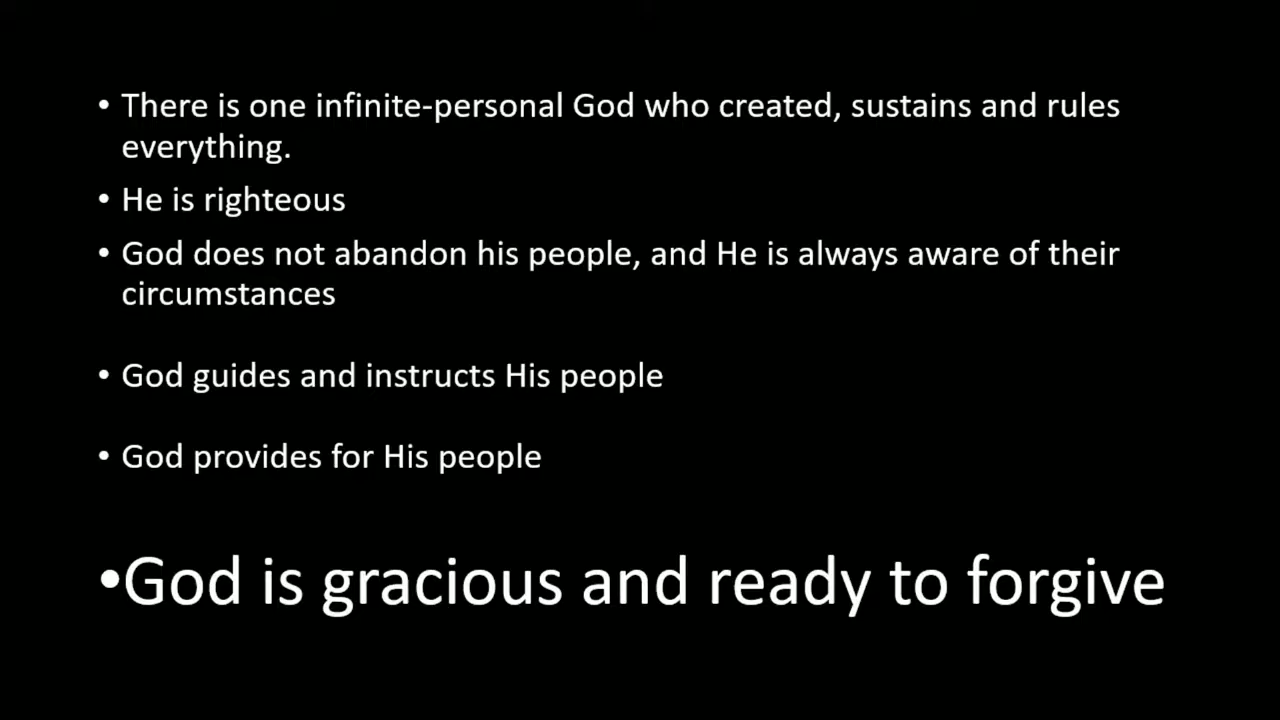 • There is one infinite-personal God who created, sustains and rules
everything.
• He is righteous
• God does not abandon his people, and He is always aware of their
circumstances
• God guides and instructs His people
• God provides for His people
•God is gracious and ready to forgive